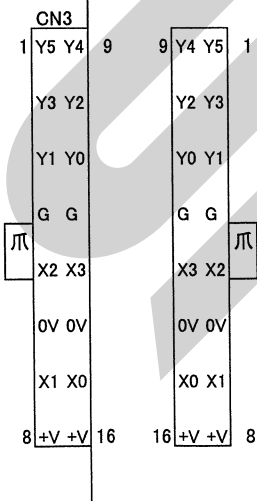 CN3
1 Y5 Y4 9 9 Y4 Y5 1
Y3 Y2 Y2 Y3
Y1 Y0 Y0 Y1
G G G G
爪 爪
X2 X3 X3 X2
0V 0V 0V 0V
X1 X0 X0 X1
8 +V +V 16 16 +V +V 8